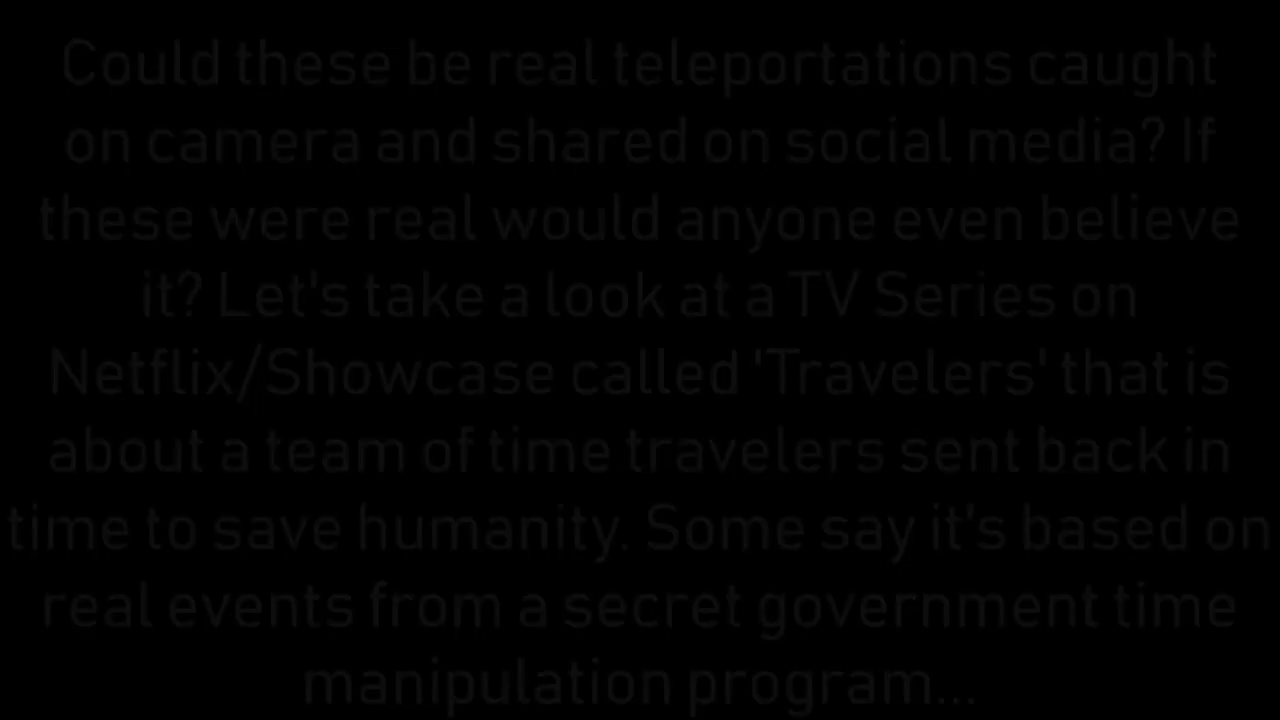 Could these be real teleportations caught
on camera and shared on social media? If
these were real would anyone even believe
it? Let's take a look at a TV Series on
Netflix/Showcase called 'Travelers' that is
about a team of time travelers sent back in
time to save humanity. Some say it's based on
real events from a secret government time
manipulation program...